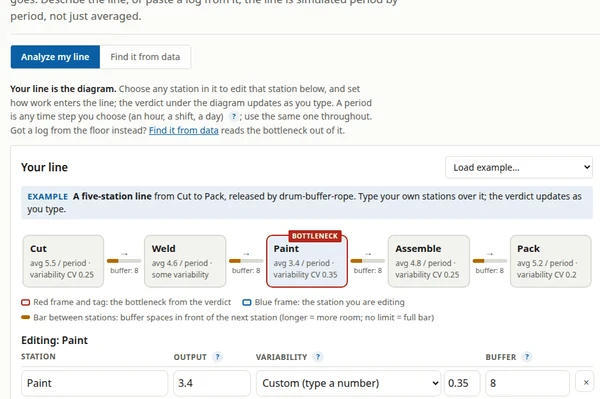 goes. Describe the line, or paste a log from it; the line is simulated period by
period, not just averaged.
Analyze my line
Find it from data
Your line is the diagram. Choose any station in it to edit that station below, and set
how work enters the line; the verdict under the diagram updates as you type. A period
is any time step you choose (an hour, a shift, a day) ? ; use the same one throughout.
Got a log from the floor instead? Find it from data reads the bottleneck out of it.
Your line
Load example...
EXAMPLE A five-station line from Cut to Pack, released by drum-buffer-rope. Type your own stations over it; the verdict updates as
you type.
BOTTLENECK
Cut
avg 5.5 / period ·
variability CV 0.25
→
buffer: 8
Weld
avg 4.6 / period ·
some variability
→
buffer: 8
Paint
avg 3.4 / period ·
variability CV 0.35
→
buffer: 8
Assemble
avg 4.8 / period ·
variability CV 0.25
→
buffer: 8
Pack
avg 5.2 / period ·
variability CV 0.2
Red frame and tag: the bottleneck from the verdict
Blue frame: the station you are editing
Bar between stations: buffer spaces in front of the next station (longer = more room; no limit = full bar)
Editing: Paint
STATION
OUTPUT ?
VARIABILITY ?
BUFFER ?
Paint
3.4
Custom (type a number)
0.35
8
×